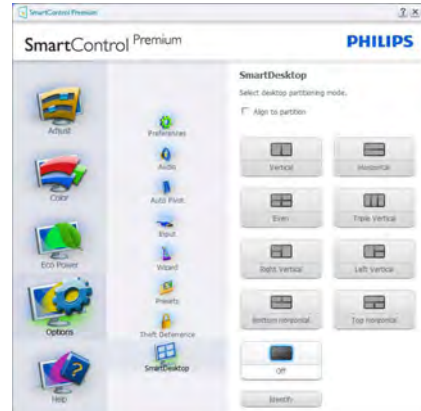 SmartControl Premium
SmartControl Premium
PHILIPS
Adjust
Color
Eco Power
Options
Help
Preferences
Audio
Auto Pivot
Input
Wizard
Presets
Theft Deterrence
SmartDesktop
SmartDesktop
Select desktop partitioning mode.
Align to partition
Vertical
Horizontal
Even
Triple Vertical
Right Vertical
Left Vertical
Bottom horizontal
Top horizontal
Off
Identify